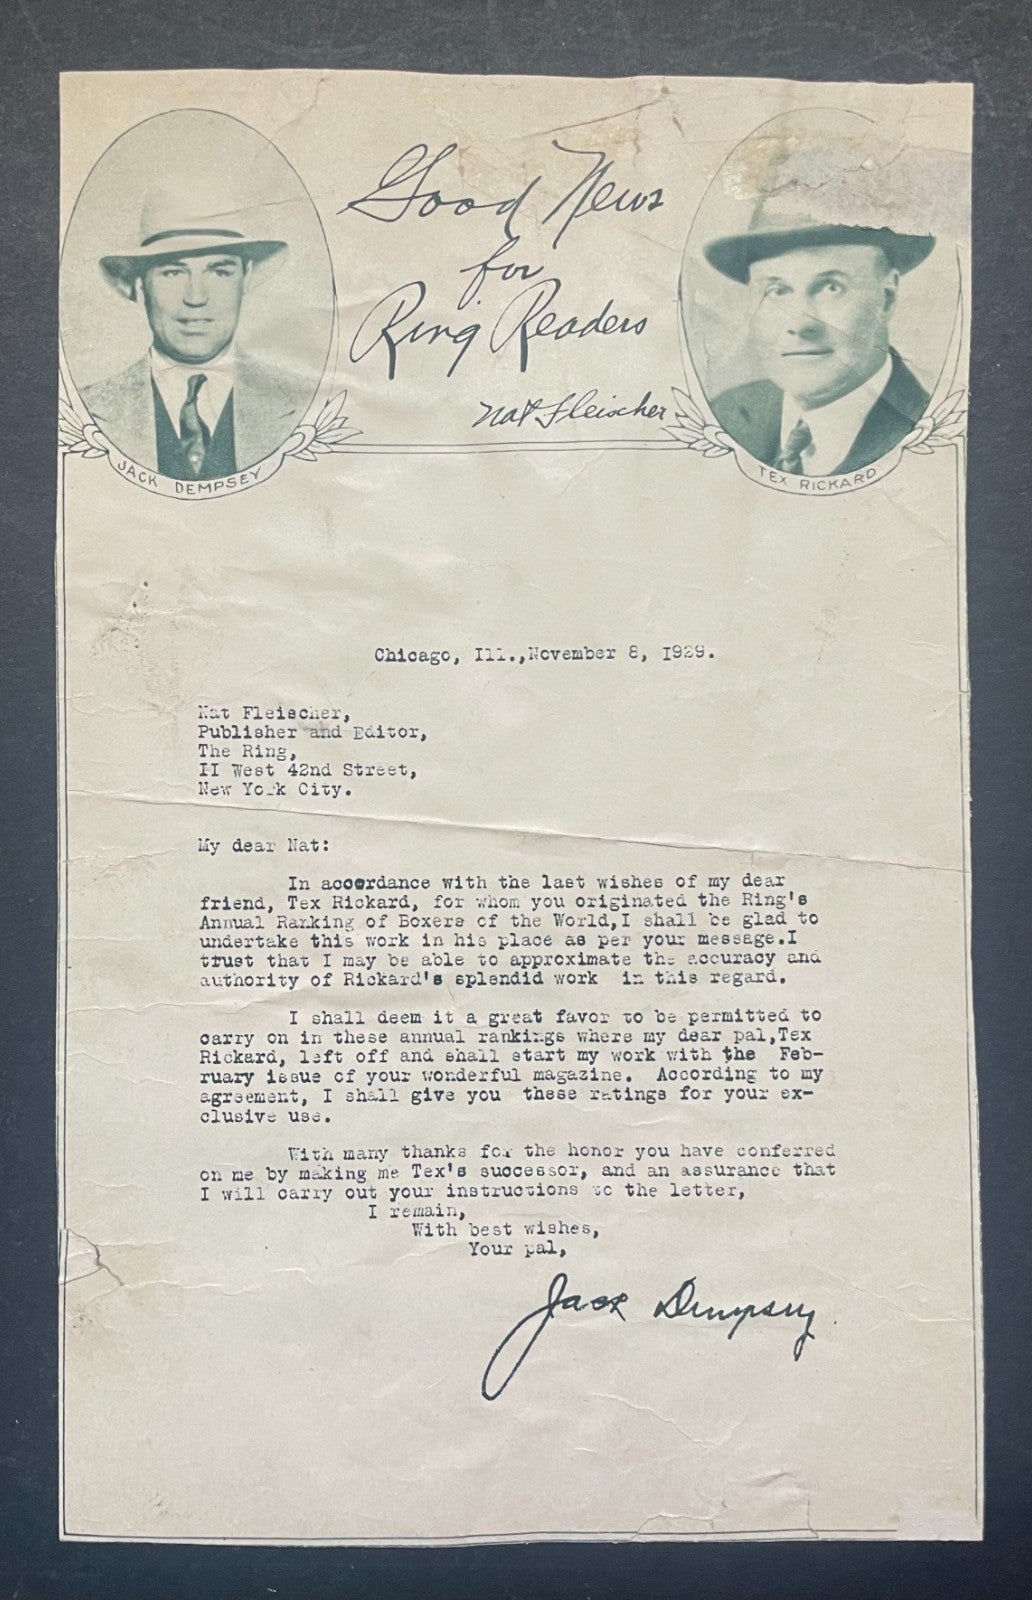 Good News
for
Ring Readers
Nat Fleischer
JACK DEMPSEY
TEX RICKARD
Chicago, Ill.,November 8, I929.
Nat Fleischer,
Publisher and Editor,
The Ring,
II West 42nd Street,
New York City.
My dear Nat:
In accordance with the last wishes of my dear
friend, Tex Rickard, for whom you originated the Ring's
Annual Ranking of Boxers of the World,I shall be glad to
undertake this work in his place as per your message.I
trust that I may be able to approximate the accuracy and
authority of Rickard's splendid work in this regard.
I shall deem it a great favor to be permitted to
carry on in these annual rankings where my dear pal,Tex
Rickard, left off and shall start my work with the Feb-
ruary issue of your wonderful magazine. According to my
agreement, I shall give you these ratings for your ex-
clusive use.
With many thanks for the honor you have conferred
on me by making me Tex's successor, and an assurance that
I will carry out your instructions to the letter,
I remain,
With best wishes,
Your pal,
Jack Dempsey